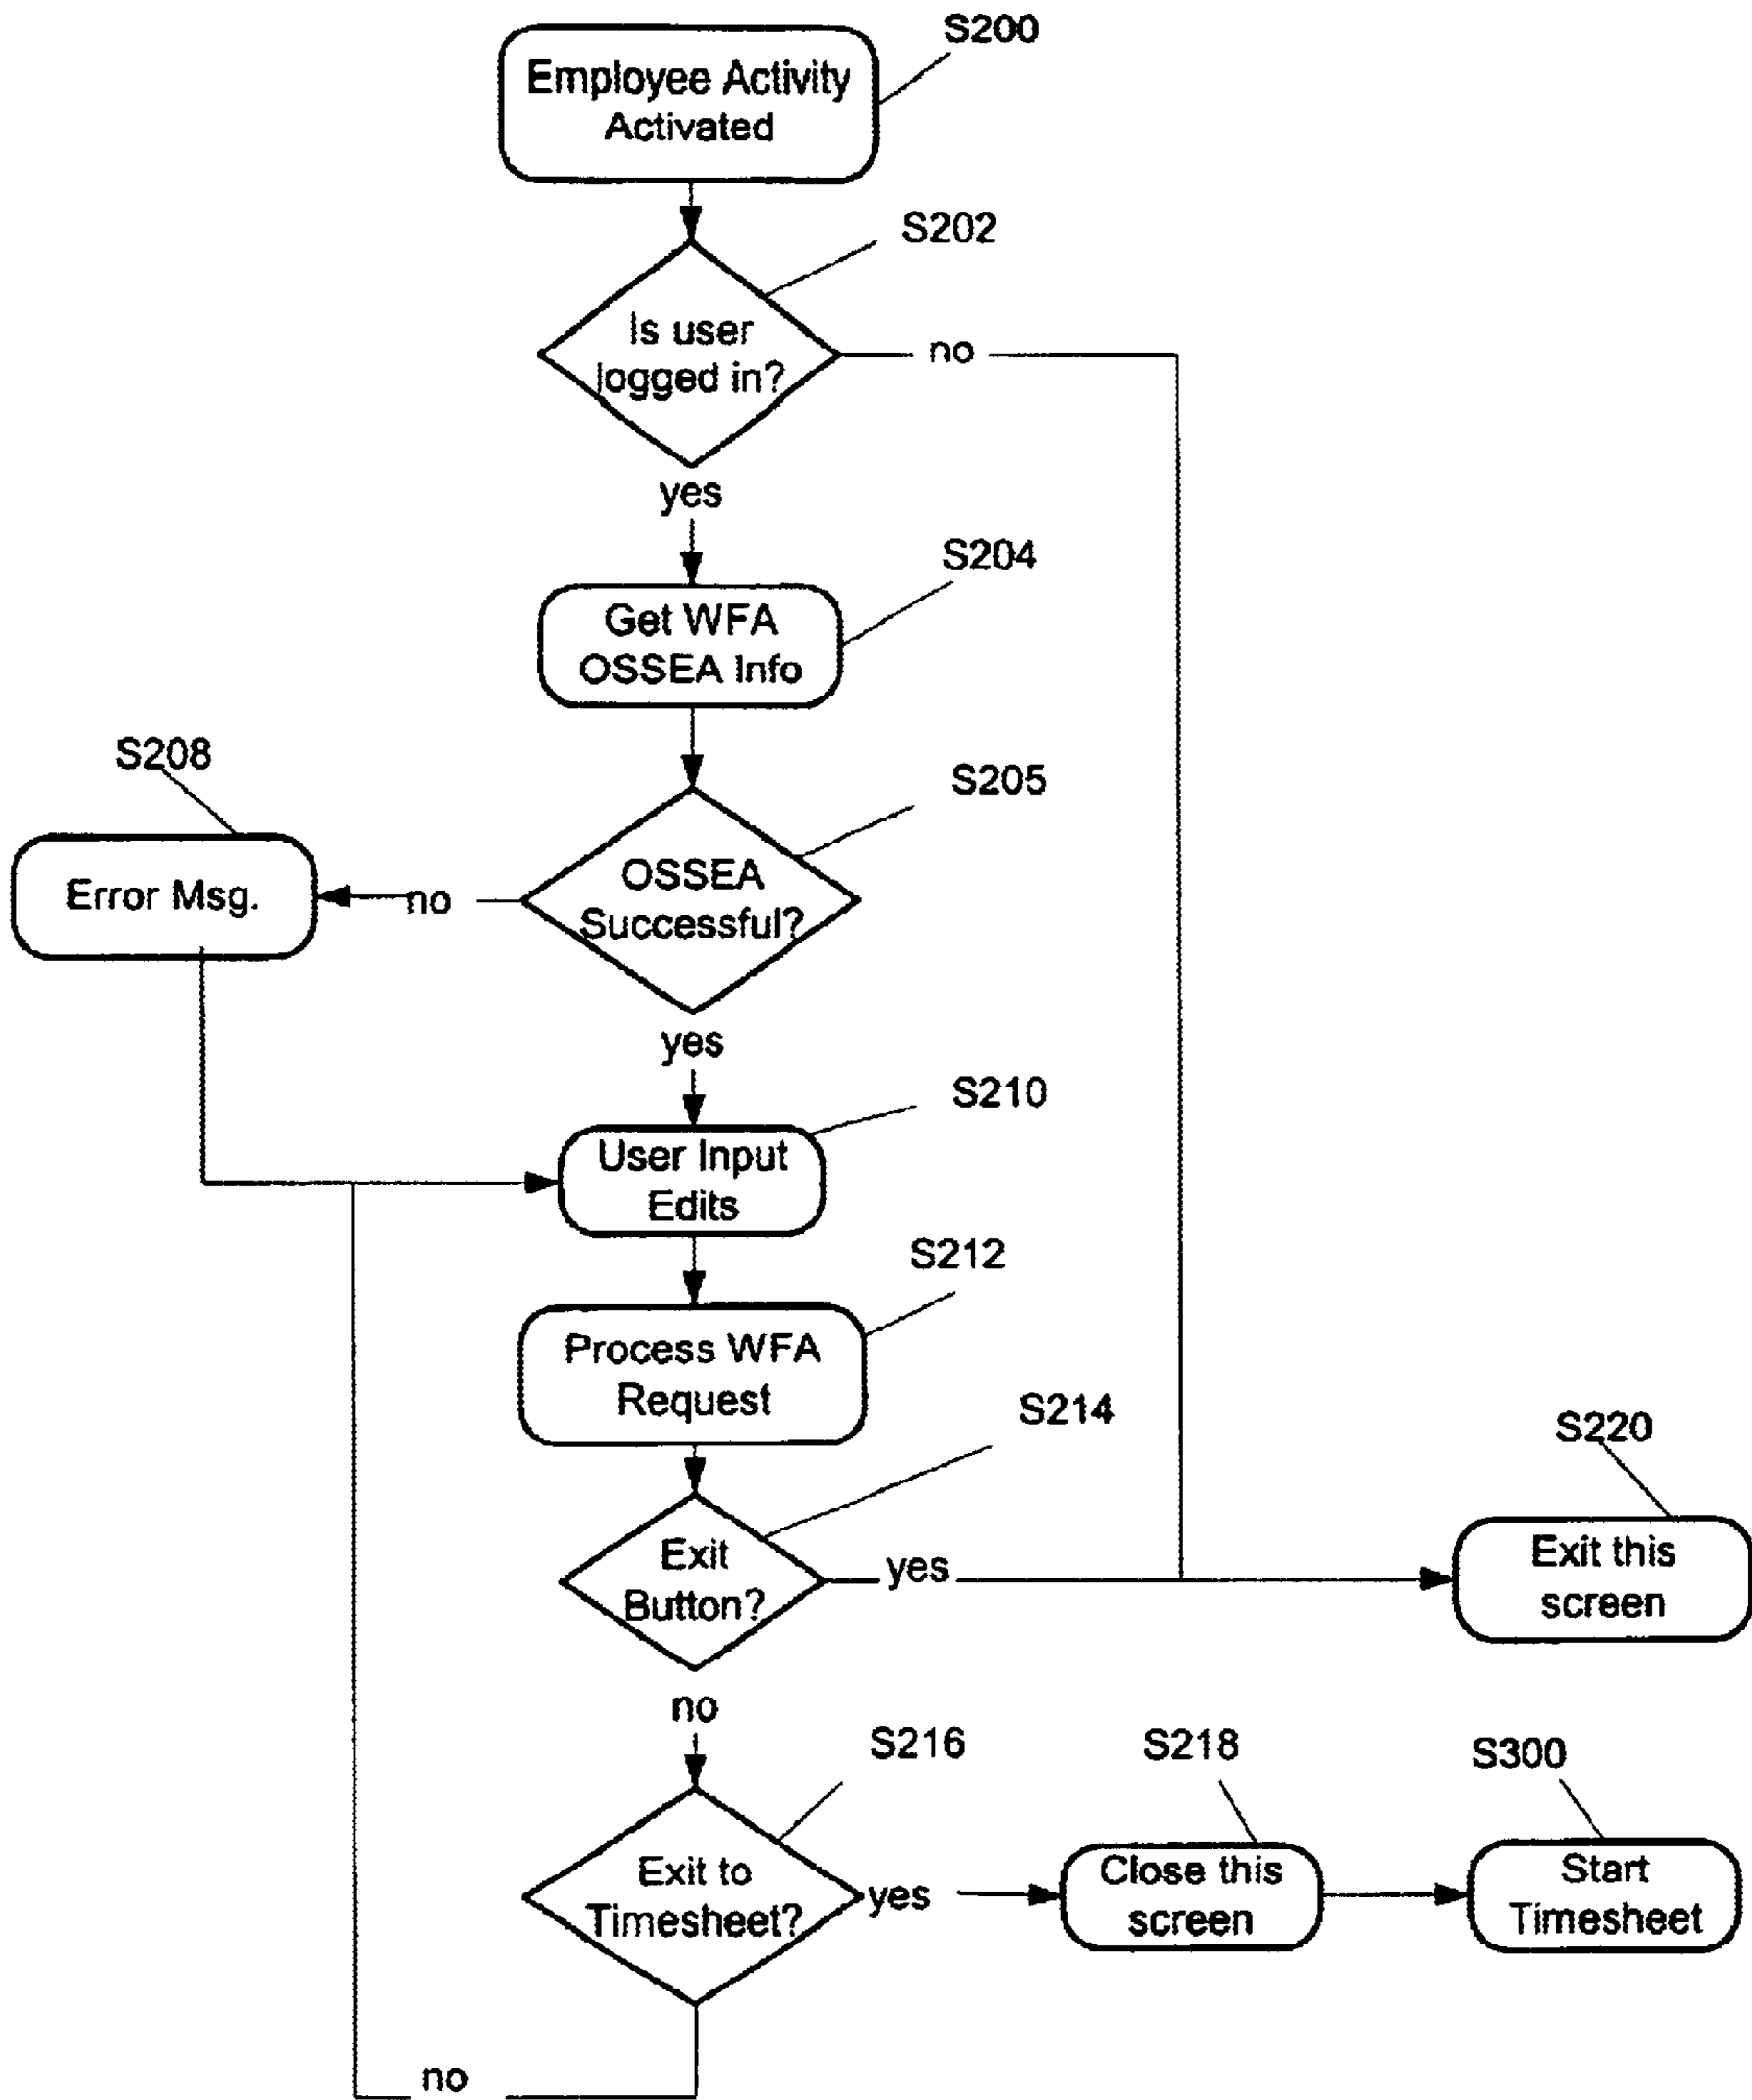 S200
Employee Activity
Activated
S202
Is user
logged in?
no
yes
S204
Get WFA
OSSEA Info
S208
S205
Error Msg.
no
OSSEA
Successful?
yes
S210
User Input
Edits
S212
Process WFA
Request
S214
S220
Exit
Button?
yes
Exit this
screen
no
S216
S218
S300
Exit to
Timesheet?
yes
Close this
screen
Start
Timesheet
no